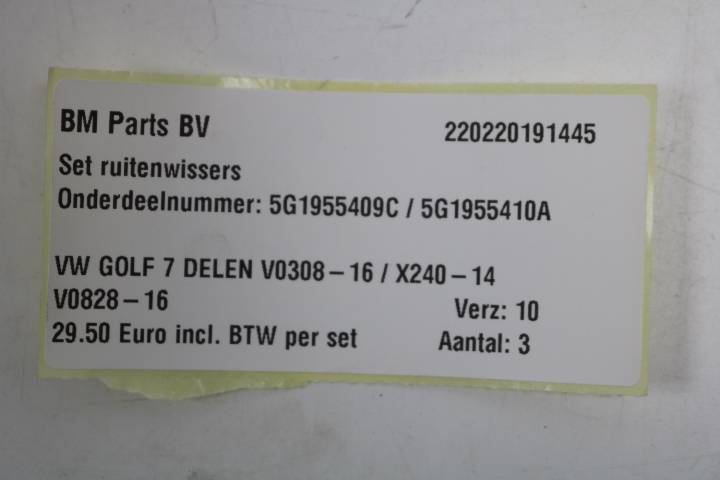 BM Parts BV 220220191445
Set ruitenwissers
Onderdeelnummer: 5G1955409C / 5G1955410A
VW GOLF 7 DELEN V0308-16 / X240-14
V0828-16 Verz: 10
29.50 Euro incl. BTW per set Aantal: 3